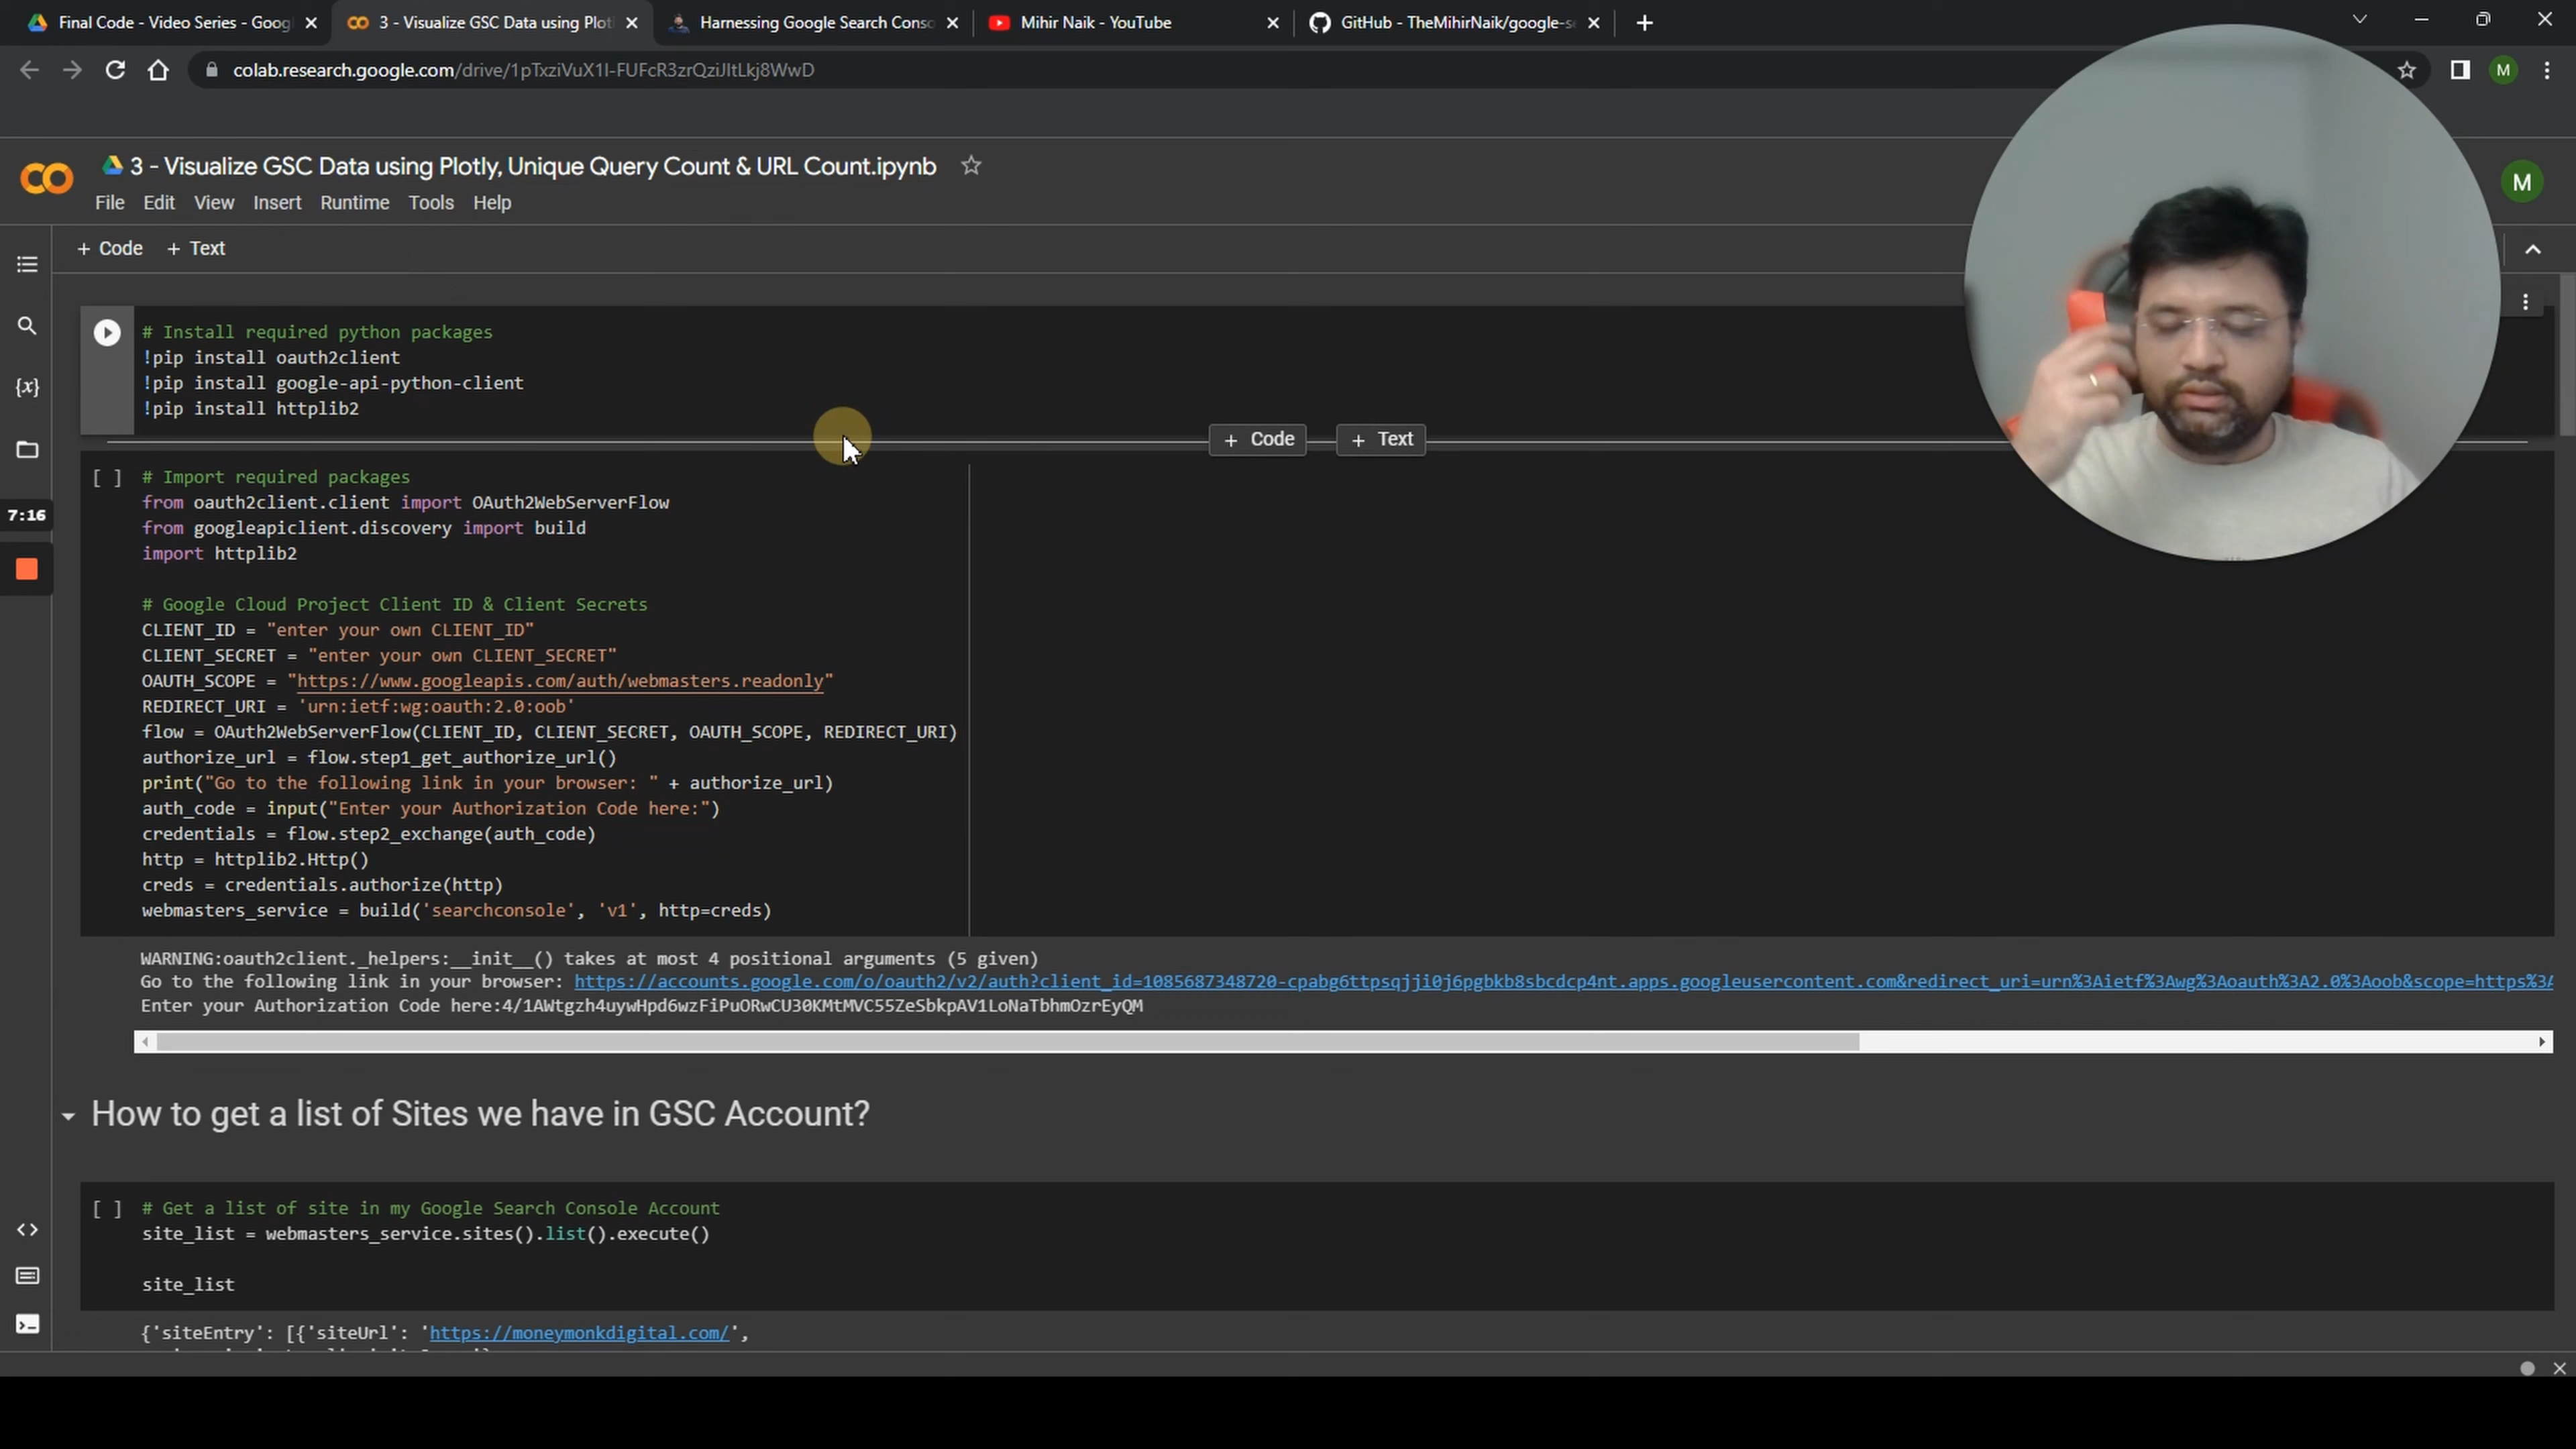 Final Code - Video Series - Goog
3 - Visualize GSC Data using Plotl
Harnessing Google Search Conso
Mihir Naik - YouTube
GitHub - TheMihirNaik/google-se
colab.research.google.com/drive/1pTxziVuX1I-FUFcR3zrQziJltLkj8WwD
M
3 - Visualize GSC Data using Plotly, Unique Query Count & URL Count.ipynb
M
File Edit View Insert Runtime Tools Help
+ Code + Text
# Install required python packages
!pip install oauth2client
!pip install google-api-python-client
!pip install httplib2
+ Code + Text
[ ] # Import required packages
from oauth2client.client import OAuth2WebServerFlow
from googleapiclient.discovery import build
import httplib2
7:16
# Google Cloud Project Client ID & Client Secrets
CLIENT_ID = "enter your own CLIENT_ID"
CLIENT_SECRET = "enter your own CLIENT_SECRET"
OAUTH_SCOPE = "https://www.googleapis.com/auth/webmasters.readonly"
REDIRECT_URI = 'urn:ietf:wg:oauth:2.0:oob'
flow = OAuth2WebServerFlow(CLIENT_ID, CLIENT_SECRET, OAUTH_SCOPE, REDIRECT_URI)
authorize_url = flow.step1_get_authorize_url()
print("Go to the following link in your browser: " + authorize_url)
auth_code = input("Enter your Authorization Code here:")
credentials = flow.step2_exchange(auth_code)
http = httplib2.Http()
creds = credentials.authorize(http)
webmasters_service = build('searchconsole', 'v1', http=creds)
WARNING:oauth2client._helpers:__init__() takes at most 4 positional arguments (5 given)
Go to the following link in your browser: https://accounts.google.com/o/oauth2/v2/auth?client_id=1085687348720-cpabg6ttpsqjji0j6pgbkb8sbcdcp4nt.apps.googleusercontent.com&redirect_uri=urn%3Aietf%3Awg%3Aoauth%3A2.0%3Aoob&scope=https%3A
Enter your Authorization Code here:4/1AWtgzh4uywHpd6wzFiPuORwCU30KMtMVC55ZeSbkpAV1LoNaTbhmOzrEyQM
How to get a list of Sites we have in GSC Account?
[ ] # Get a list of site in my Google Search Console Account
site_list = webmasters_service.sites().list().execute()
site_list
{'siteEntry': [{'siteUrl': 'https://moneymonkdigital.com/',